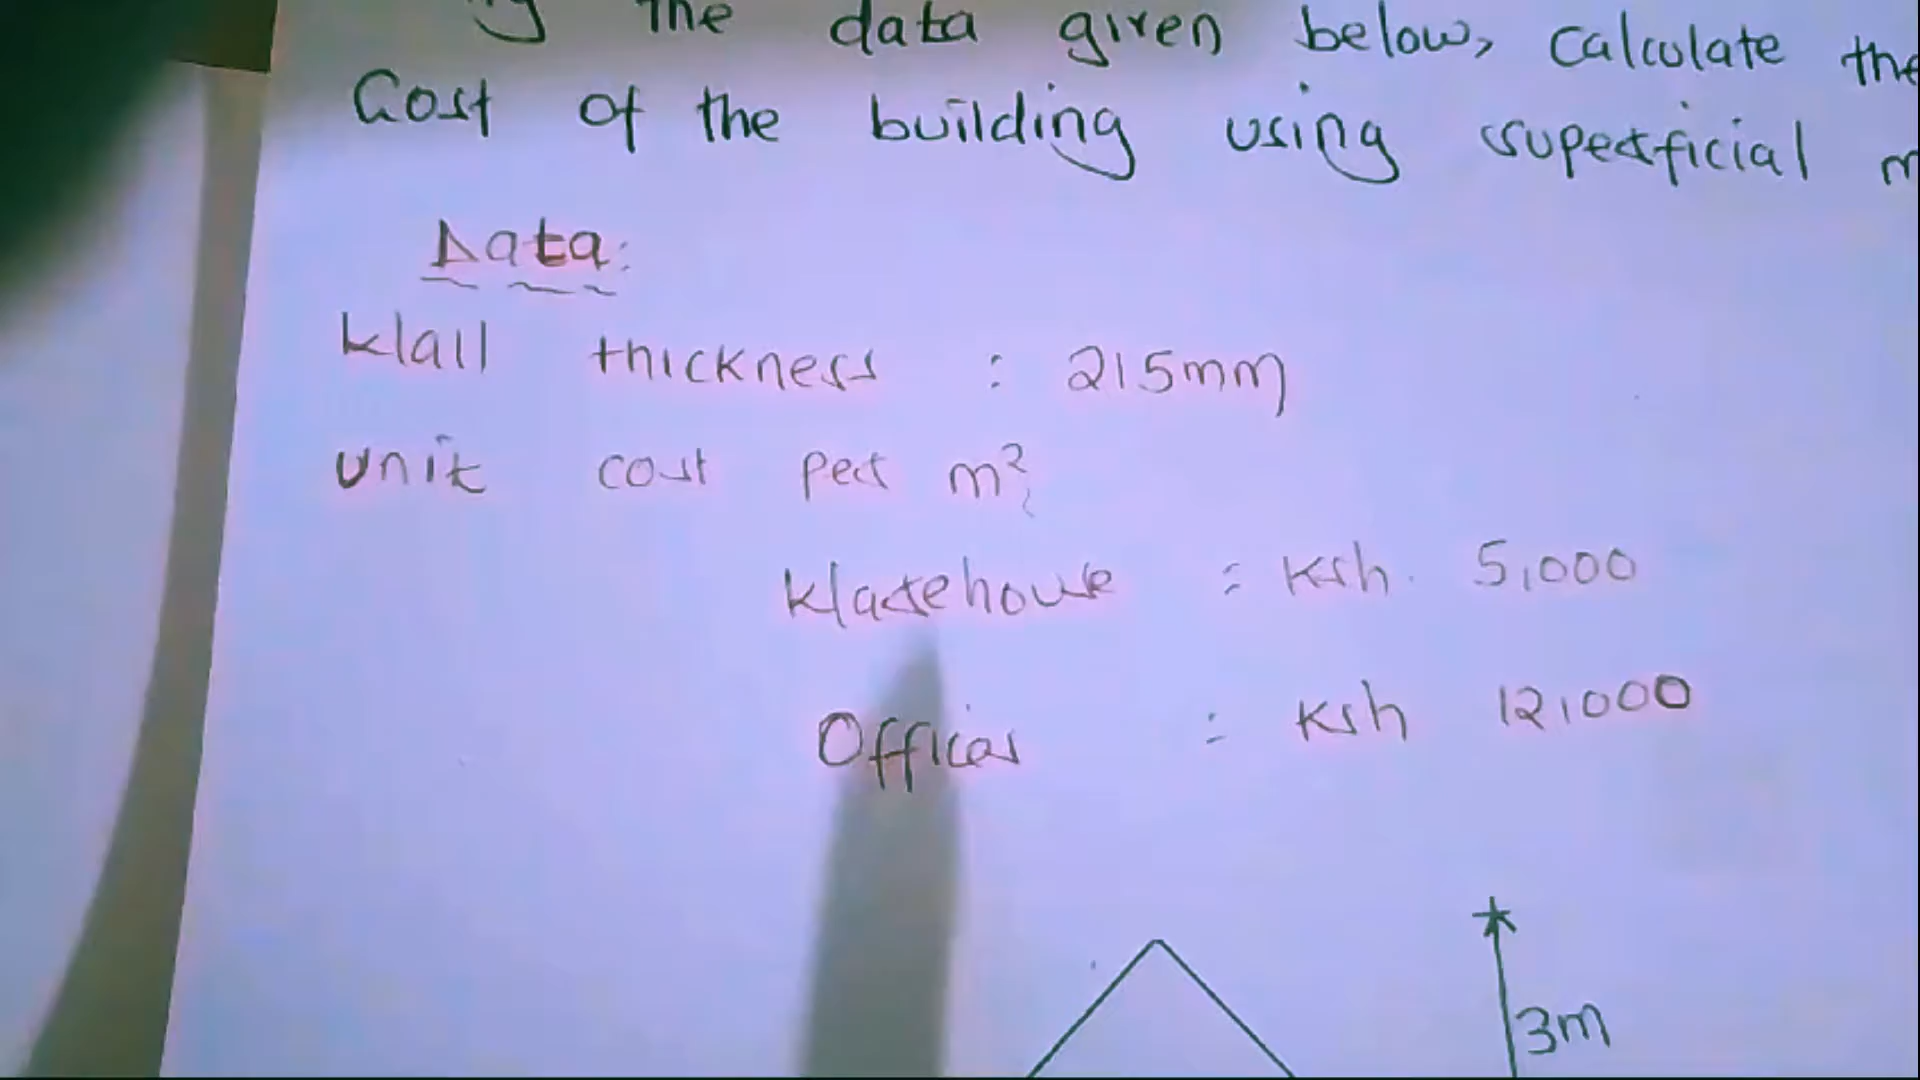 the data given below, calculate the
Cost of the building using superficial
Data:
Wall thickness : 215mm
Unit cost per m²;
Warehouse = Ksh. 5,000
Offices = Ksh 12,000
3m